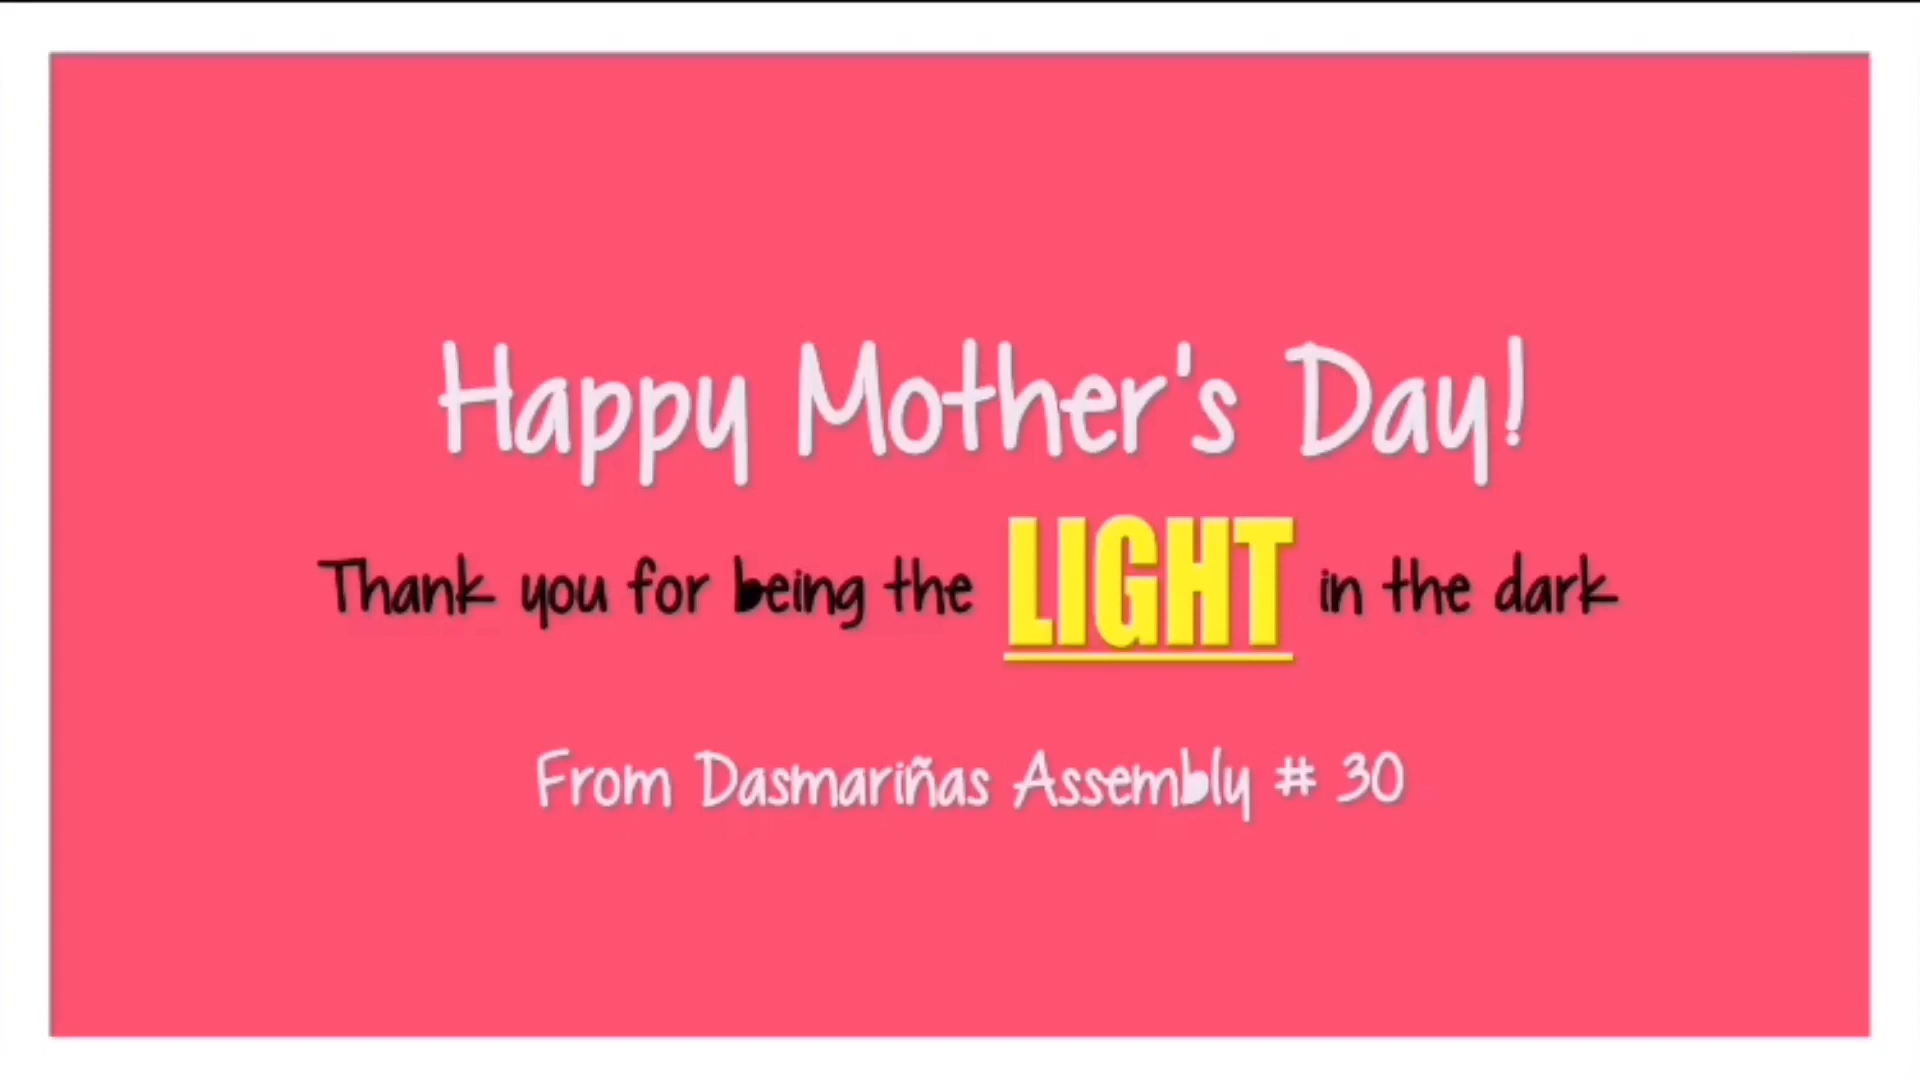 Happy Mother's Day!
Thank you for being the LIGHT in the dark
From Dasmariñas Assembly # 30